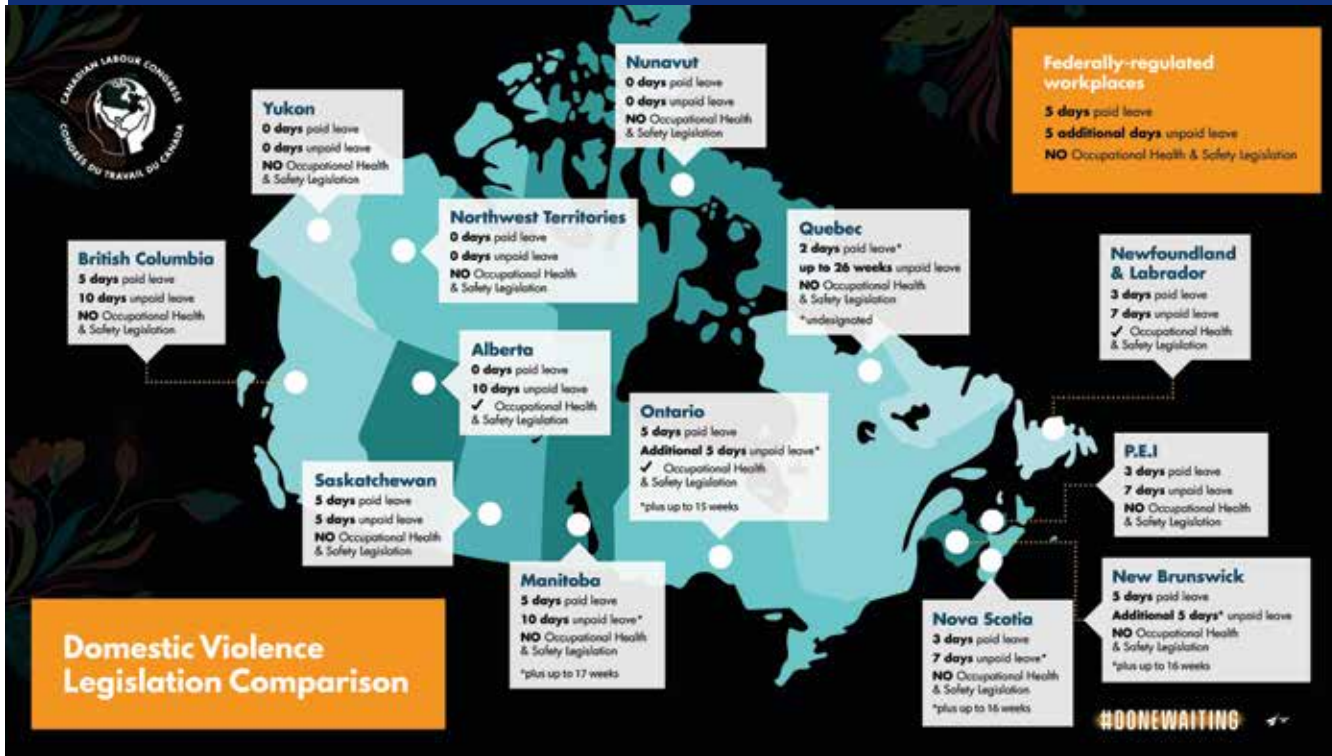 CANADIAN LABOUR CONGRESS
CONGRÈS DU TRAVAIL DU CANADA
Yukon
0 days paid leave
0 days unpaid leave
NO Occupational Health
& Safety Legislation
Nunavut
0 days paid leave
0 days unpaid leave
NO Occupational Health
& Safety Legislation
Federally-regulated
workplaces
5 days paid leave
5 additional days unpaid leave
NO Occupational Health & Safety Legislation
British Columbia
5 days paid leave
10 days unpaid leave
NO Occupational Health
& Safety Legislation
Northwest Territories
0 days paid leave
0 days unpaid leave
NO Occupational Health
& Safety Legislation
Quebec
2 days paid leave*
up to 26 weeks unpaid leave
NO Occupational Health
& Safety Legislation
*undesignated
Newfoundland
& Labrador
3 days paid leave
7 days unpaid leave
✓ Occupational Health
& Safety Legislation
Alberta
0 days paid leave
10 days unpaid leave
✓ Occupational Health
& Safety Legislation
Ontario
5 days paid leave
Additional 5 days unpaid leave*
✓ Occupational Health
& Safety Legislation
*plus up to 15 weeks
P.E.I
3 days paid leave
7 days unpaid leave
NO Occupational Health
& Safety Legislation
Saskatchewan
5 days paid leave
5 days unpaid leave
NO Occupational Health
& Safety Legislation
Manitoba
5 days paid leave
10 days unpaid leave*
NO Occupational Health
& Safety Legislation
*plus up to 17 weeks
Nova Scotia
3 days paid leave
7 days unpaid leave*
NO Occupational Health
& Safety Legislation
*plus up to 16 weeks
New Brunswick
5 days paid leave
Additional 5 days* unpaid leave
NO Occupational Health
& Safety Legislation
*plus up to 16 weeks
Domestic Violence
Legislation Comparison
#DONEWAITING